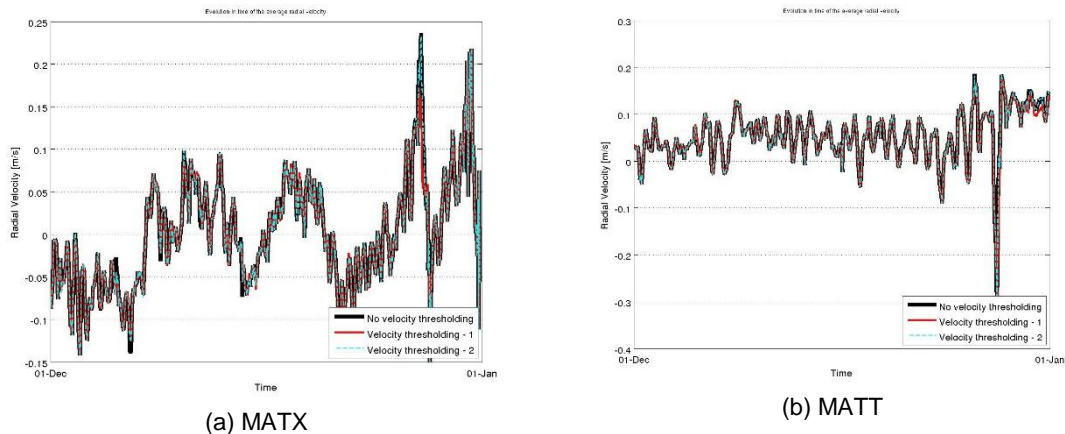 Evolution in time of the average radial velocity
0.25
0.2
0.15
0.1
0.05
0
-0.05
-0.1
-0.15
Radial Velocity [m/s]
No velocity thresholding
Velocity thresholding - 1
Velocity thresholding - 2
01-Dec
01-Jan
Time
(a) MATX
Evolution in time of the average radial velocity
0.3
0.2
0.1
0
-0.1
-0.2
-0.3
-0.4
Radial Velocity [m/s]
No velocity thresholding
Velocity thresholding - 1
Velocity thresholding - 2
01-Dec
01-Jan
Time
(b) MATT